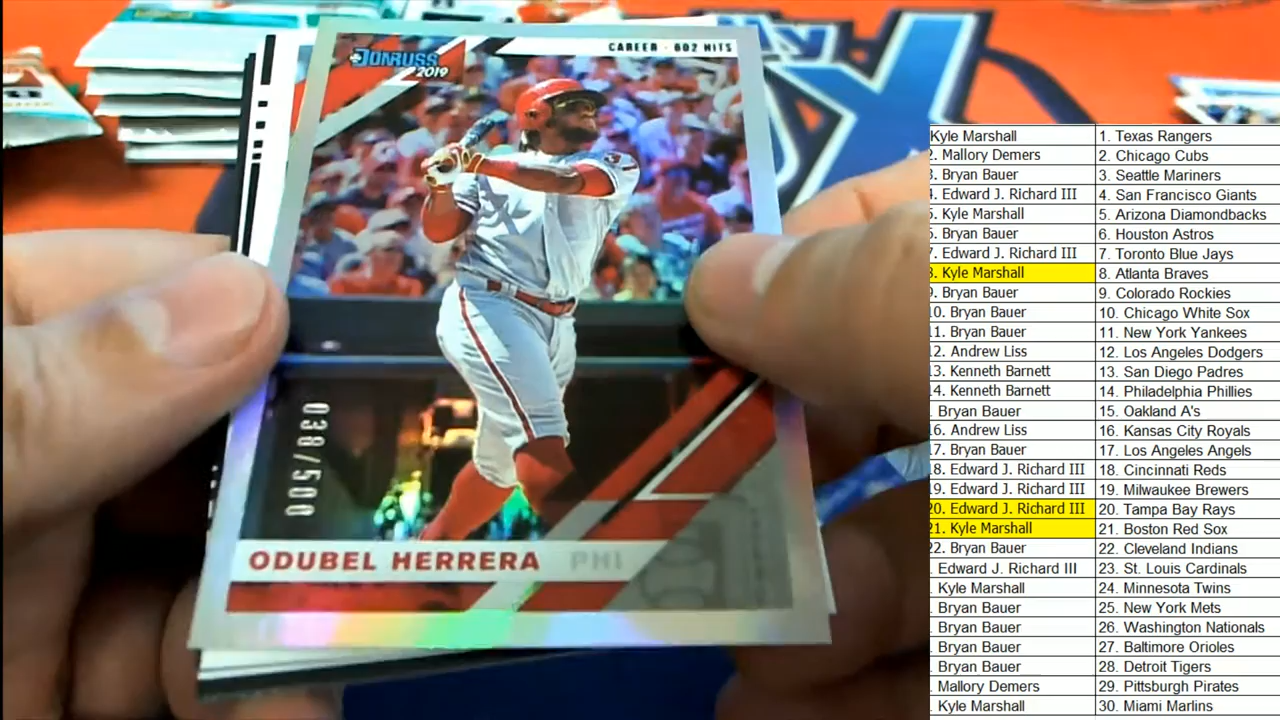 CAREER - 602 HITS
DONRUSS
2019
038/500
ODUBEL HERRERA PHI
Kyle Marshall 1. Texas Rangers
2. Mallory Demers 2. Chicago Cubs
3. Bryan Bauer 3. Seattle Mariners
4. Edward J. Richard III 4. San Francisco Giants
5. Kyle Marshall 5. Arizona Diamondbacks
6. Bryan Bauer 6. Houston Astros
7. Edward J. Richard III 7. Toronto Blue Jays
8. Kyle Marshall 8. Atlanta Braves
9. Bryan Bauer 9. Colorado Rockies
10. Bryan Bauer 10. Chicago White Sox
11. Bryan Bauer 11. New York Yankees
12. Andrew Liss 12. Los Angeles Dodgers
13. Kenneth Barnett 13. San Diego Padres
14. Kenneth Barnett 14. Philadelphia Phillies
. Bryan Bauer 15. Oakland A's
16. Andrew Liss 16. Kansas City Royals
17. Bryan Bauer 17. Los Angeles Angels
18. Edward J. Richard III 18. Cincinnati Reds
19. Edward J. Richard III 19. Milwaukee Brewers
20. Edward J. Richard III 20. Tampa Bay Rays
21. Kyle Marshall 21. Boston Red Sox
22. Bryan Bauer 22. Cleveland Indians
. Edward J. Richard III 23. St. Louis Cardinals
. Kyle Marshall 24. Minnesota Twins
. Bryan Bauer 25. New York Mets
. Bryan Bauer 26. Washington Nationals
. Bryan Bauer 27. Baltimore Orioles
. Bryan Bauer 28. Detroit Tigers
. Mallory Demers 29. Pittsburgh Pirates
. Kyle Marshall 30. Miami Marlins